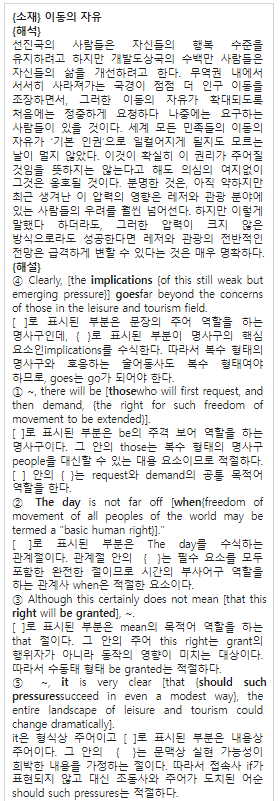 {소재} 이동의 자유
{해석}
선진국의 사람들은 자신들의 행복 수준을
유지하려고 하지만 개발도상국의 수백만 사람들은
자신들의 삶을 개선하려고 한다. 무역권 내에서
서서히 사라져가는 국경이 점점 더 인구 이동을
조장하면서, 그러한 이동의 자유가 확대되도록
처음에는 정중하게 요청하다 나중에는 요구하는
사람들이 있을 것이다. 세계 모든 민족들의 이동의
자유가 ‘기본 인권’으로 일컬어지게 될지도 모르는
날이 멀지 않았다. 이것이 확실히 이 권리가 주어질
것임을 뜻하지는 않는다고 해도 의심의 여지없이
그것은 옹호될 것이다. 분명한 것은, 아직 약하지만
최근 생겨난 이 압력의 영향은 레저와 관광 분야에
있는 사람들의 우려를 훨씬 넘어선다. 하지만 이렇게
말했다 하더라도, 그러한 압력이 크지 않은
방식으로라도 성공한다면 레저와 관광의 전반적인
전망은 급격하게 변할 수 있다는 것은 매우 명확하다.
{해설}
④ Clearly, [the implications {of this still weak but
emerging pressure}] goesfar beyond the concerns
of those in the leisure and tourism field.
[ ]로 표시된 부분은 문장의 주어 역할을 하는
명사구인데, { }로 표시된 부분이 명사구의 핵심
요소인implications를 수식한다. 따라서 복수 형태의
명사구와 호응하는 술어동사도 복수 형태여야
하므로, goes는 go가 되어야 한다.
① ~, there will be [thosewho will first request, and
then demand, {the right for such freedom of
movement to be extended}].
[ ]로 표시된 부분은 be의 주격 보어 역할을 하는
명사구이다. 그 안의 those는 복수 형태의 명사구
people을 대신할 수 있는 대용 요소이므로 적절하다.
[ ] 안의 { }는 request와 demand의 공통 목적어
역할을 한다.
② The day is not far off [when{freedom of
movement of all peoples of the world may be
termed a "basic human right}]."
[ ]로 표시된 부분은 The day를 수식하는
관계절이다. 관계절 안의 { }는 필수 요소를 모두
포함한 완전한 절이므로 시간의 부사어구 역할을
하는 관계사 when은 적절한 요소이다.
③ Although this certainly does not mean [that this
right will be granted], ~.
[ ]로 표시된 부분은 mean의 목적어 역할을 하는
that 절이다. 그 안의 주어 this right는 grant의
행위자가 아니라 동작의 영향이 미치는 대상이다.
따라서 수동태 형태 be granted는 적절하다.
⑤ ~, it is very clear [that {should such
pressuressucceed in even a modest way}, the
entire landscape of leisure and tourism could
change dramatically].
it은 형식상 주어이고 [ ]로 표시된 부분은 내용상
주어이다. 그 안의 { }는 문맥상 실현 가능성이
희박한 내용을 가정하는 절이다. 따라서 접속사 if가
표현되지 않고 대신 조동사와 주어가 도치된 어순
should such pressures는 적절하다.